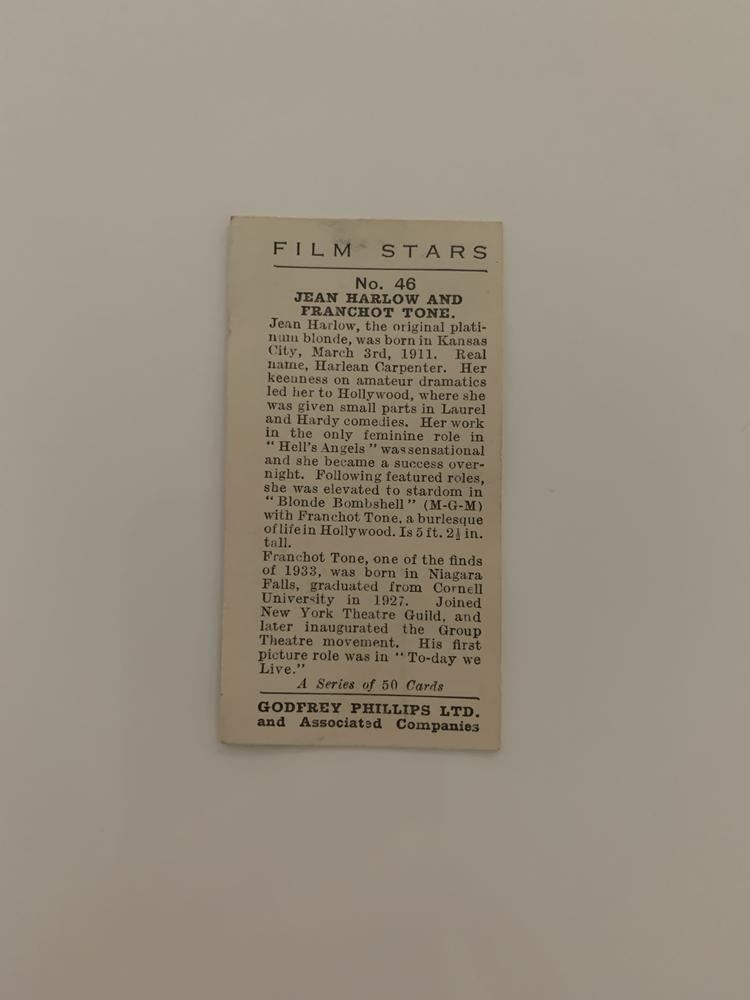 FILM STARS
No. 46
JEAN HARLOW AND
FRANCHOT TONE.
Jean Harlow, the original plati-
num blonde, was born in Kansas
City, March 3rd, 1911. Real
name, Harlean Carpenter. Her
keenness on amateur dramatics
led her to Hollywood, where she
was given small parts in Laurel
and Hardy comedies. Her work
in the only feminine role in
“ Hell's Angels ” was sensational
and she became a success over-
night. Following featured roles,
she was elevated to stardom in
“ Blonde Bombshell ” (M-G-M)
with Franchot Tone, a burlesque
of life in Hollywood. Is 5 ft. 2½ in.
tall.
Franchot Tone, one of the finds
of 1933, was born in Niagara
Falls, graduated from Cornell
University in 1927. Joined
New York Theatre Guild, and
later inaugurated the Group
Theatre movement. His first
picture role was in “ To-day we
Live.”
A Series of 50 Cards
GODFREY PHILLIPS LTD.
and Associated Companies